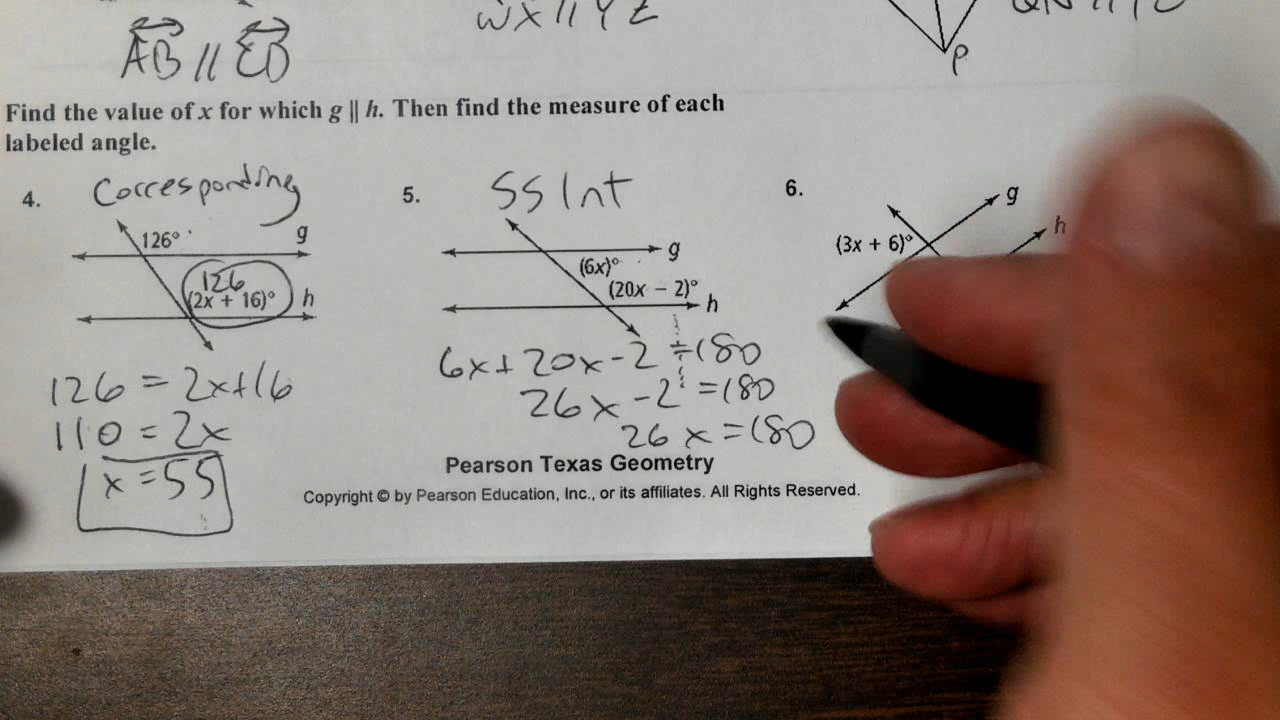 AB // ED
WX // YZ
P
Find the value of x for which g || h. Then find the measure of each
labeled angle.
4. Corresponding
126°
g
126
(2x + 16)°
h
126 = 2x+16
110 = 2x
x = 55
5. SS Int
g
(6x)°
(20x − 2)°
h
6x+20x-2 = 180
26x -2 = 180
26x = 180
6.
g
h
(3x + 6)°
Pearson Texas Geometry
Copyright © by Pearson Education, Inc., or its affiliates. All Rights Reserved.